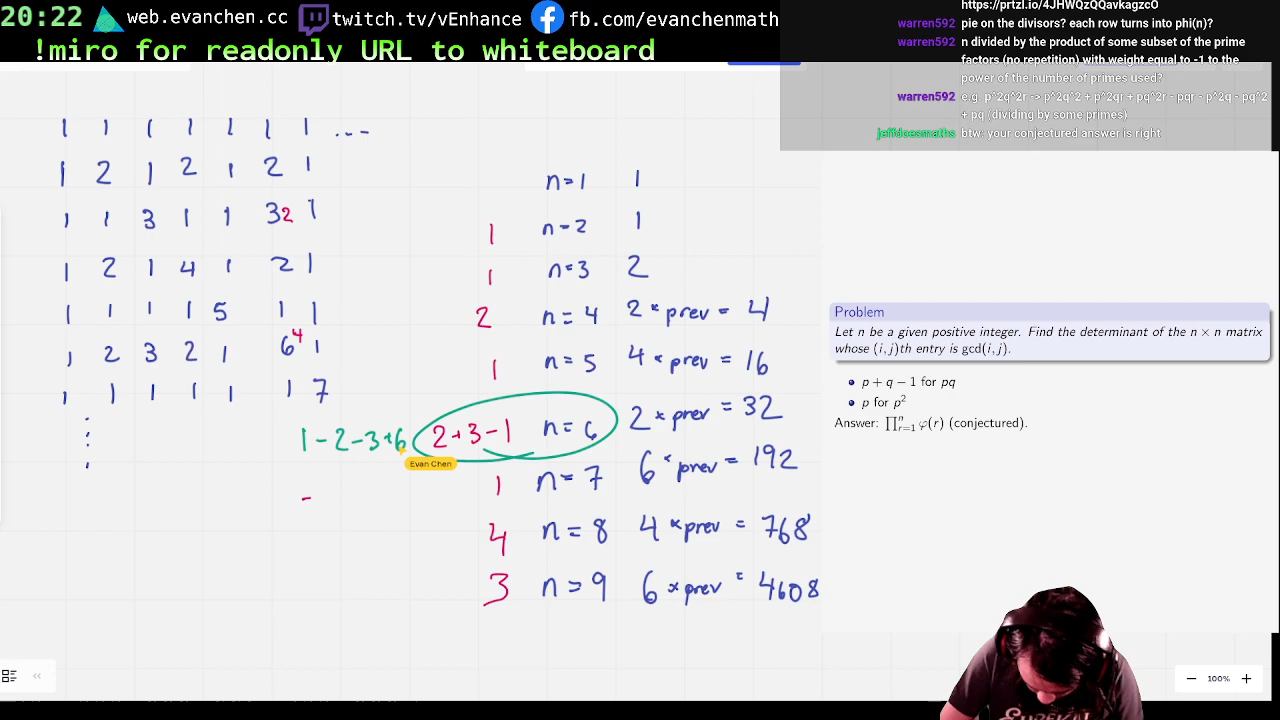 20:22 web.evanchen.cc twitch.tv/vEnhance fb.com/evanchenmath
!miro for readonly URL to whiteboard
https://prtzl.io/4JHWQzQQavkagzcO
warren592 pie on the divisors? each row turns into phi(n)?
warren592 n divided by the product of some subset of the prime
factors (no repetition) with weight equal to -1 to the
power of the number of primes used?
warren592 e.g. p^2q^2r -> p^2q^2 + p^2qr + pq^2r - pqr - p^2q - pq^2
+ pq (dividing by some primes)
jeffdoesmaths btw: your conjectured answer is right
1 1 1 1 1 1 1 ...
1 2 1 2 1 2 1
1 1 3 1 1 3 2 1
1 2 1 4 1 2 1
1 1 1 1 5 1 1
1 2 3 2 1 6 4 1
1 1 1 1 1 1 7
n=1 1
1 n=2 1
1 n=3 2
2 n=4 2 * prev = 4
1 n=5 4 * prev = 16
1-2-3+6 2+3-1 n=6 2 * prev = 32
Evan Chen
1 n=7 6 * prev = 192
4 n=8 4 * prev = 768
3 n=9 6 * prev = 4608
Problem
Let n be a given positive integer. Find the determinant of the n × n matrix
whose (i, j)th entry is gcd(i, j).
• p + q − 1 for pq
• p for p²
Answer: ∏ⁿᵣ₌₁ φ(r) (conjectured).
− 100% +